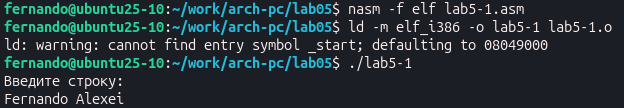 fernando@ubuntu25-10:~/work/arch-pc/lab05$ nasm -f elf lab5-1.asm
fernando@ubuntu25-10:~/work/arch-pc/lab05$ ld -m elf_i386 -o lab5-1 lab5-1.o
ld: warning: cannot find entry symbol _start; defaulting to 08049000
fernando@ubuntu25-10:~/work/arch-pc/lab05$ ./lab5-1
Введите строку:
Fernando Alexei